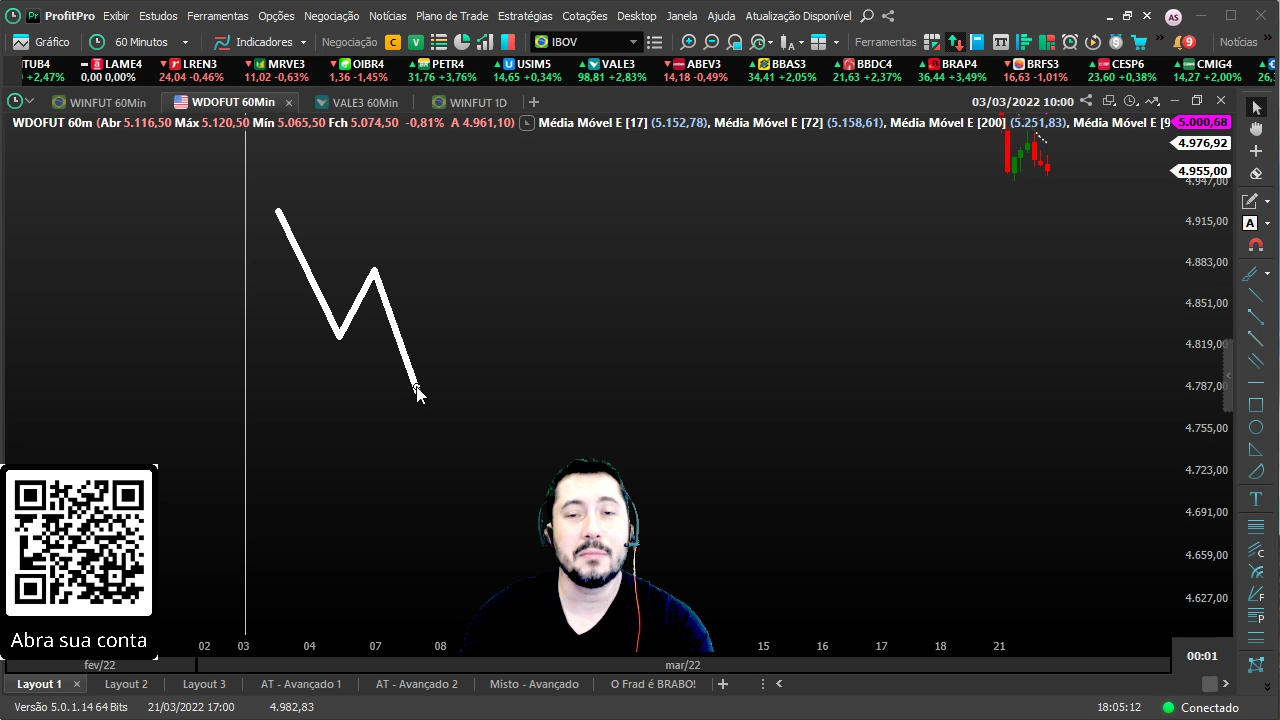 ProfitPro Exibir Estudos Ferramentas Opções Negociação Notícias Plano de Trade Estratégias Cotações Desktop Janela Ajuda Atualização Disponível AS
Gráfico 60 Minutos Indicadores Negociação C V IBOV Ferramentas 9 Notícias
TUB4 LAME4 LREN3 MRVE3 OIBR4 PETR4 USIM5 VALE3 ABEV3 BBAS3 BBDC4 BRAP4 BRFS3 CESP6 CMIG4
+2,47% 0,00 0,00% 24,04 -0,46% 11,02 -0,63% 1,36 -1,45% 31,76 +3,76% 14,65 +0,34% 98,81 +2,83% 14,18 -0,49% 34,41 +2,05% 21,63 +2,37% 36,44 +3,49% 16,63 -1,01% 23,60 +0,38% 14,27 +2,00% 26,
WINFUT 60Min WDOFUT 60Min VALE3 60Min WINFUT 1D 03/03/2022 10:00
WDOFUT 60m (Abr 5.116,50 Máx 5.120,50 Mín 5.065,50 Fch 5.074,50 -0,81% A 4.961,10) Média Móvel E [17] (5.152,78), Média Móvel E [72] (5.158,61), Média Móvel E [200] (5.251,83), Média Móvel E [9
5.000,68
4.976,92
4.955,00
4.947,00
4.915,00
4.883,00
4.851,00
4.819,00
4.787,00
4.755,00
4.723,00
4.691,00
4.659,00
4.627,00
Abra sua conta
02 03 04 07 08 15 16 17 18 21
fev/22 mar/22
00:01
Layout 1 Layout 2 Layout 3 AT - Avançado 1 AT - Avançado 2 Misto - Avançado O Frad é BRABO!
Versão 5.0.1.14 64 Bits 21/03/2022 17:00 4.982,83 18:05:12 Conectado